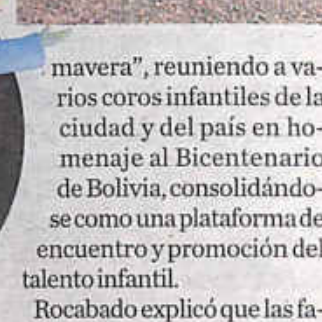 mavera”, reuniendo a va-
rios coros infantiles de la
ciudad y del país en ho-
menaje al Bicentenario
de Bolivia, consolidándo-
se como una plataforma de
encuentro y promoción del
talento infantil.
Rocabado explicó que las fa-